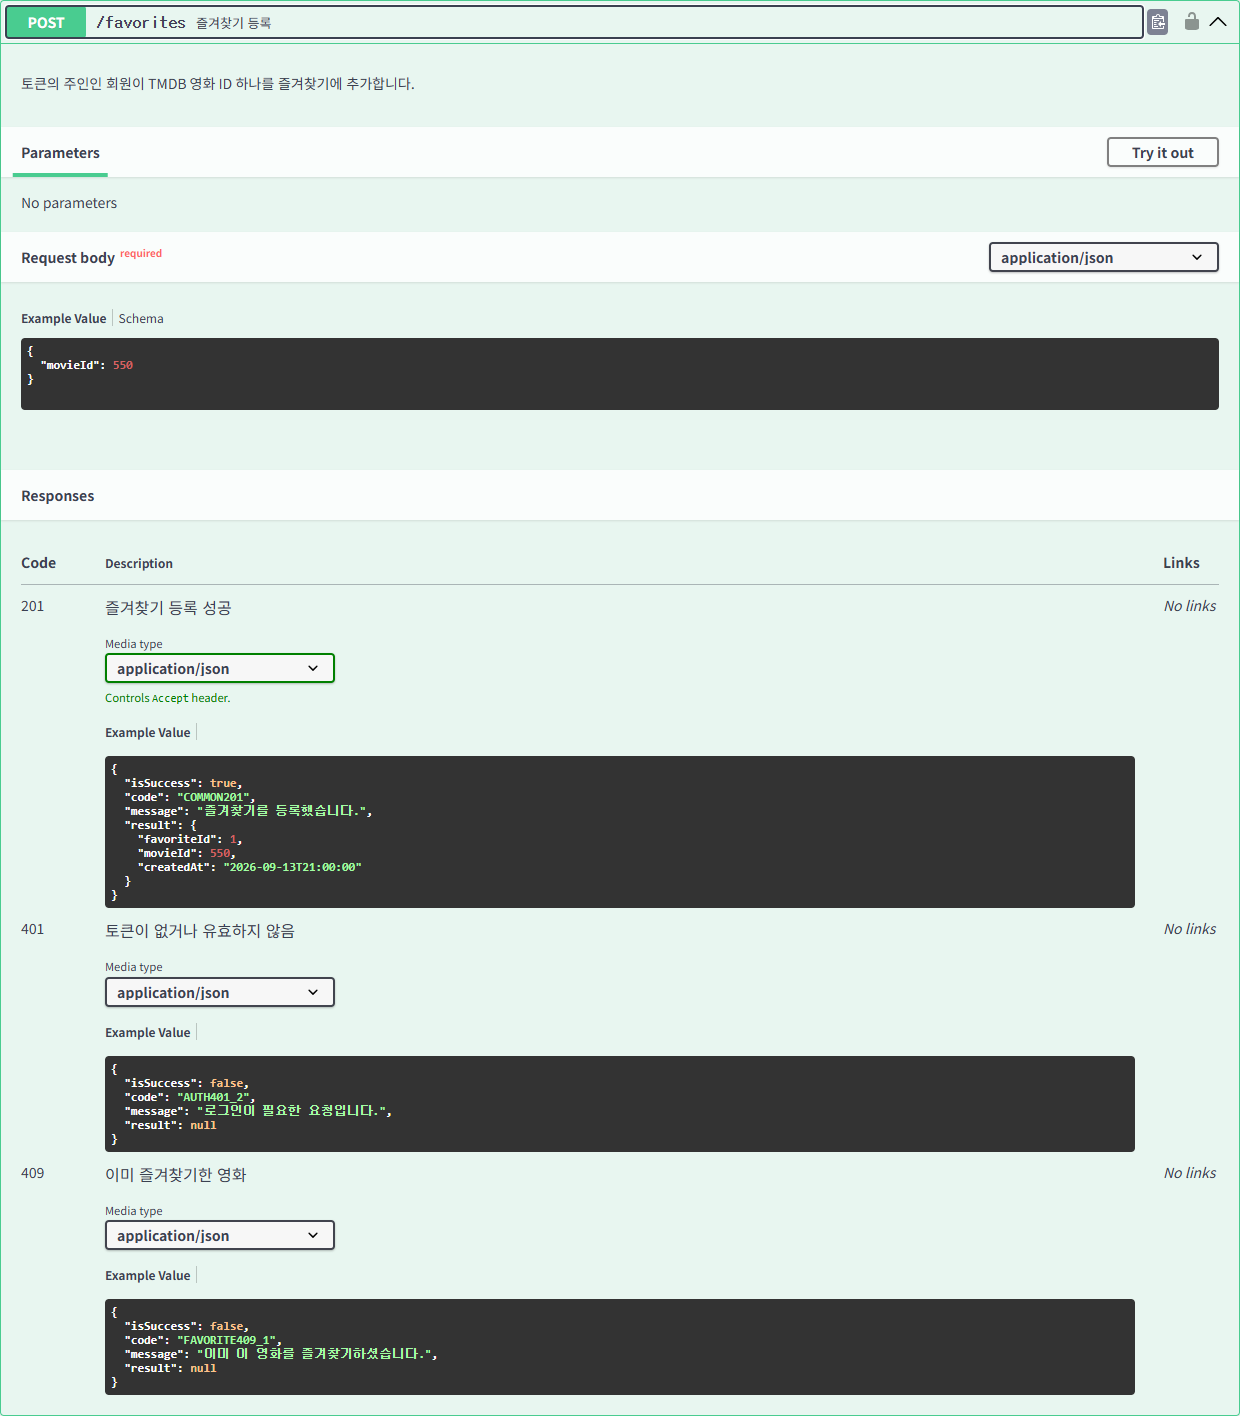 POST /favorites 즐겨찾기 등록
토큰의 주인인 회원이 TMDB 영화 ID 하나를 즐겨찾기에 추가합니다.
Parameters
Try it out
No parameters
Request body required
application/json
Example Value Schema
{
"movieId": 550
}
Responses
Code Description Links
201 즐겨찾기 등록 성공 No links
Media type
application/json
Controls Accept header.
Example Value
{
"isSuccess": true,
"code": "COMMON201",
"message": "즐겨찾기를 등록했습니다.",
"result": {
"favoriteId": 1,
"movieId": 550,
"createdAt": "2026-09-13T21:00:00"
}
}
401 토큰이 없거나 유효하지 않음 No links
Media type
application/json
Example Value
{
"isSuccess": false,
"code": "AUTH401_2",
"message": "로그인이 필요한 요청입니다.",
"result": null
}
409 이미 즐겨찾기한 영화 No links
Media type
application/json
Example Value
{
"isSuccess": false,
"code": "FAVORITE409_1",
"message": "이미 이 영화를 즐겨찾기하셨습니다.",
"result": null
}